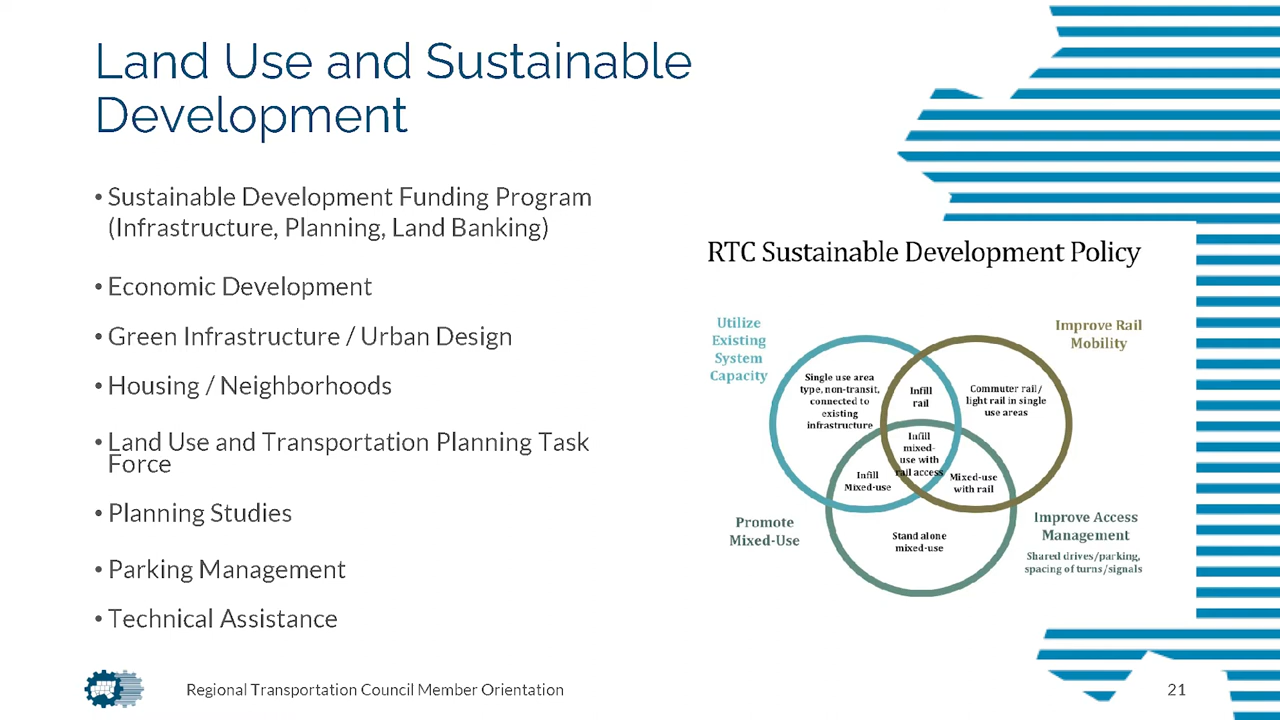 Land Use and Sustainable
Development
• Sustainable Development Funding Program
(Infrastructure, Planning, Land Banking)
• Economic Development
• Green Infrastructure / Urban Design
• Housing / Neighborhoods
• Land Use and Transportation Planning Task
Force
• Planning Studies
• Parking Management
• Technical Assistance
RTC Sustainable Development Policy
Utilize
Existing
System
Capacity
Improve Rail
Mobility
Single use area
type, non-transit,
connected to
existing
infrastructure
Infill
rail
Commuter rail/
light rail in single
use areas
Infill
mixed-
use with
rail access
Infill
Mixed-use
Mixed-use
with rail
Promote
Mixed-Use
Stand alone
mixed-use
Improve Access
Management
Shared drives/parking,
spacing of turns/signals
Regional Transportation Council Member Orientation
21